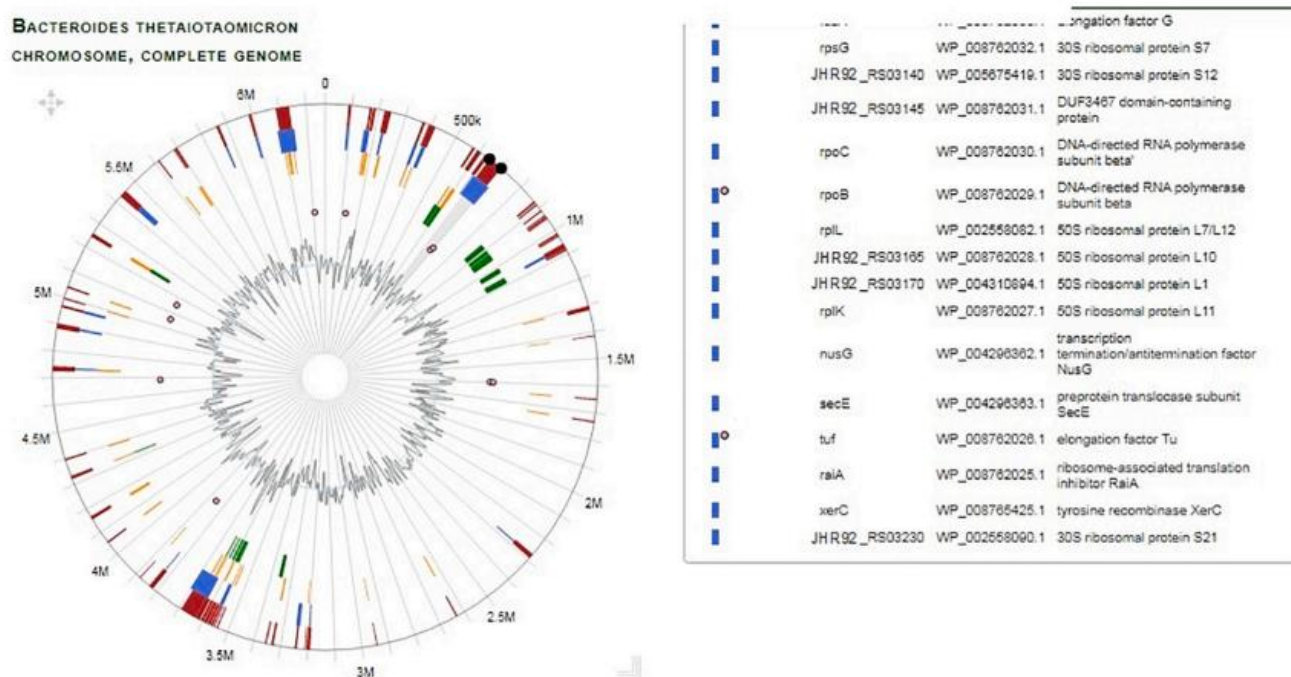 BACTEROIDES THETAIOTAOMICRON
CHROMOSOME, COMPLETE GENOME
0
500k
1M
1.5M
2M
2.5M
3M
3.5M
4M
4.5M
5M
5.5M
6M
elongation factor G
rpsG WP_008762032.1 30S ribosomal protein S7
JHR92_RS03140 WP_005675419.1 30S ribosomal protein S12
JHR92_RS03145 WP_008762031.1 DUF3467 domain-containing
protein
rpoC WP_008762030.1 DNA-directed RNA polymerase
subunit beta'
rpoB WP_008762029.1 DNA-directed RNA polymerase
subunit beta
rplL WP_002558082.1 50S ribosomal protein L7/L12
JHR92_RS03165 WP_008762028.1 50S ribosomal protein L10
JHR92_RS03170 WP_004310894.1 50S ribosomal protein L1
rplK WP_008762027.1 50S ribosomal protein L11
transcription
nusG WP_004296362.1 termination/antitermination factor
NusG
secE WP_004296363.1 preprotein translocase subunit
SecE
tuf WP_008762026.1 elongation factor Tu
raiA WP_008762025.1 ribosome-associated translation
inhibitor RaiA
xerC WP_008765425.1 tyrosine recombinase XerC
JHR92_RS03230 WP_002558090.1 30S ribosomal protein S21